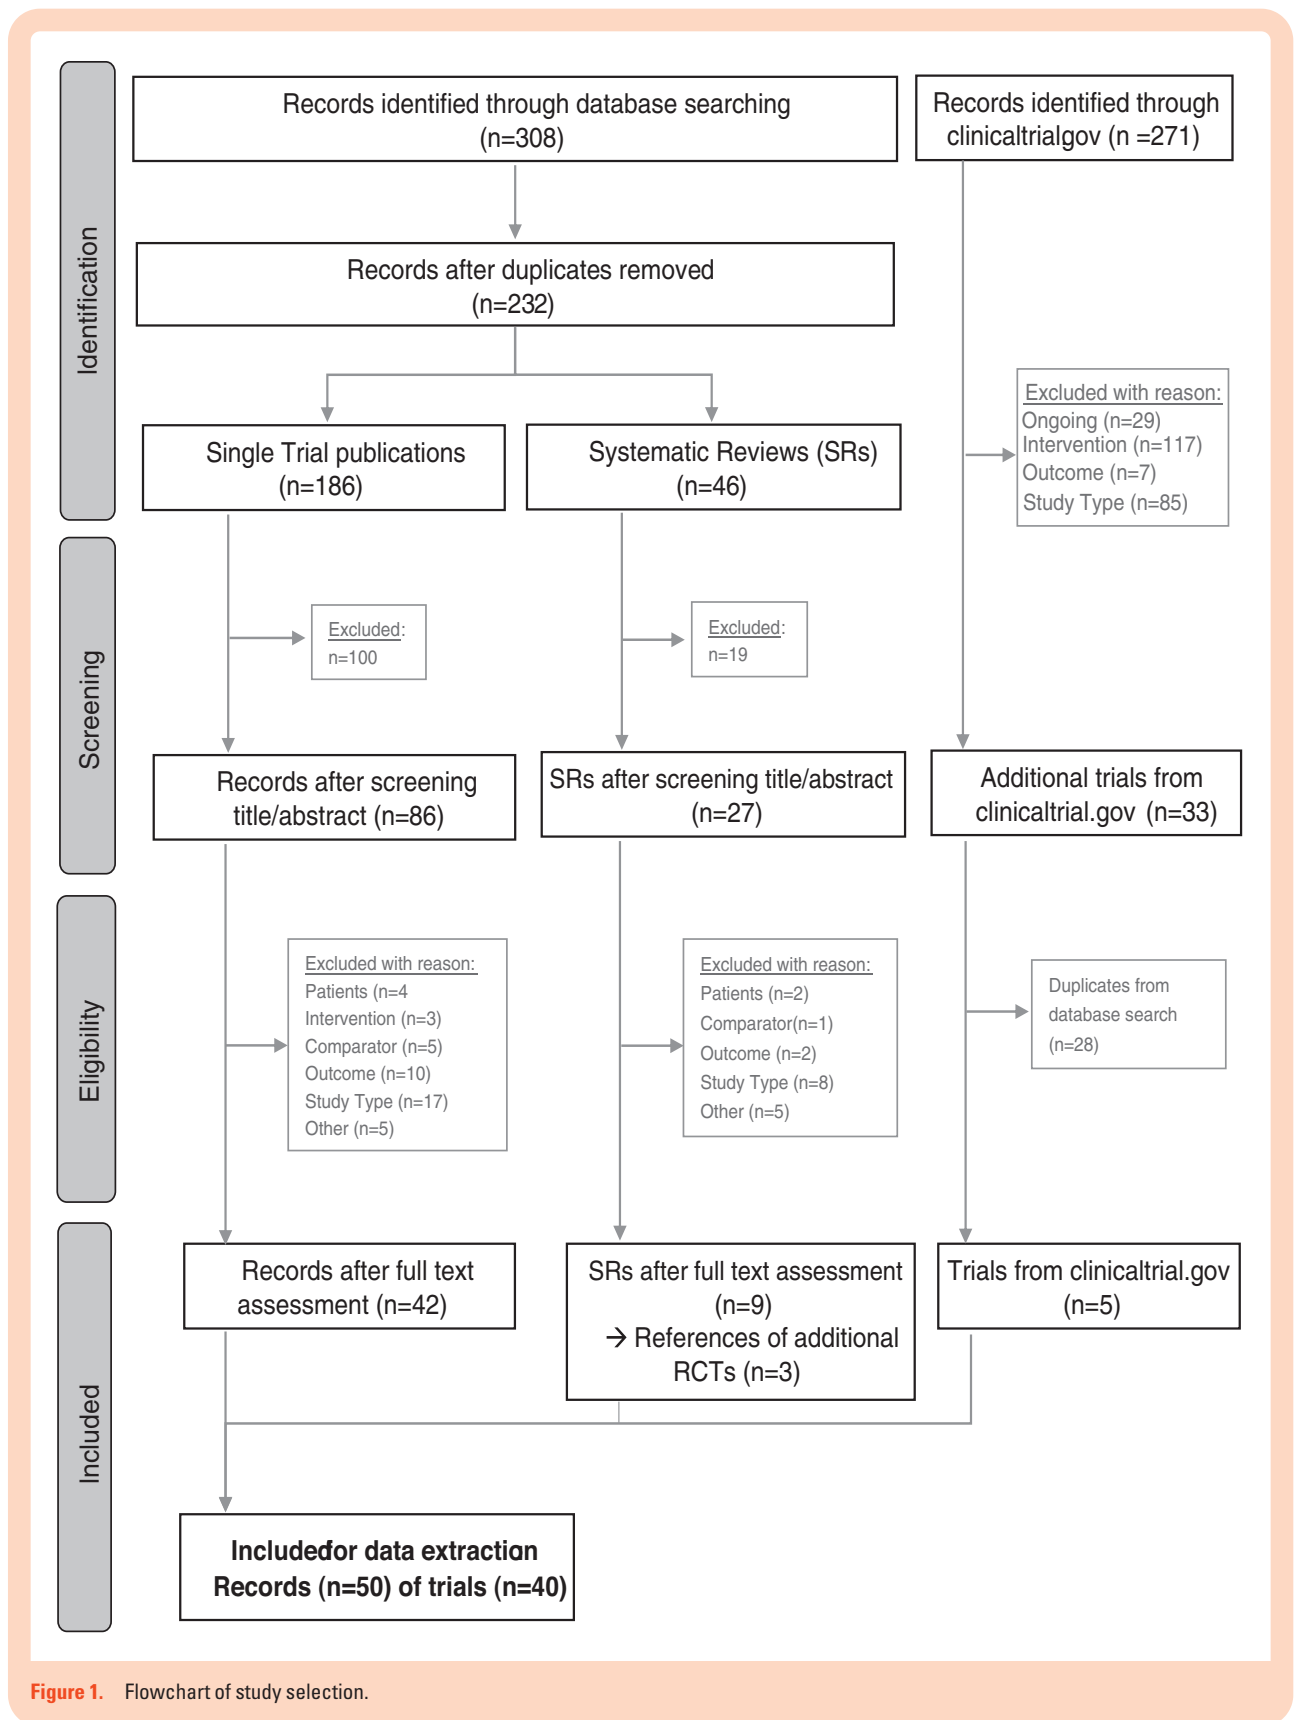 Records identified through database searching
(n=308)
Records identified through
clinicaltrialgov (n =271)
Identification
Records after duplicates removed
(n=232)
Excluded with reason:
Ongoing (n=29)
Intervention (n=117)
Outcome (n=7)
Study Type (n=85)
Single Trial publications
(n=186)
Systematic Reviews (SRs)
(n=46)
Screening
Excluded:
n=100
Excluded:
n=19
Records after screening
title/abstract (n=86)
SRs after screening title/abstract
(n=27)
Additional trials from
clinicaltrial.gov (n=33)
Eligibility
Excluded with reason:
Patients (n=4
Intervention (n=3)
Comparator (n=5)
Outcome (n=10)
Study Type (n=17)
Other (n=5)
Excluded with reason:
Patients (n=2)
Comparator(n=1)
Outcome (n=2)
Study Type (n=8)
Other (n=5)
Duplicates from
database search
(n=28)
Included
Records after full text
assessment (n=42)
SRs after full text assessment
(n=9)
→ References of additional
RCTs (n=3)
Trials from clinicaltrial.gov
(n=5)
Includedfor data extraction
Records (n=50) of trials (n=40)
Figure 1. Flowchart of study selection.